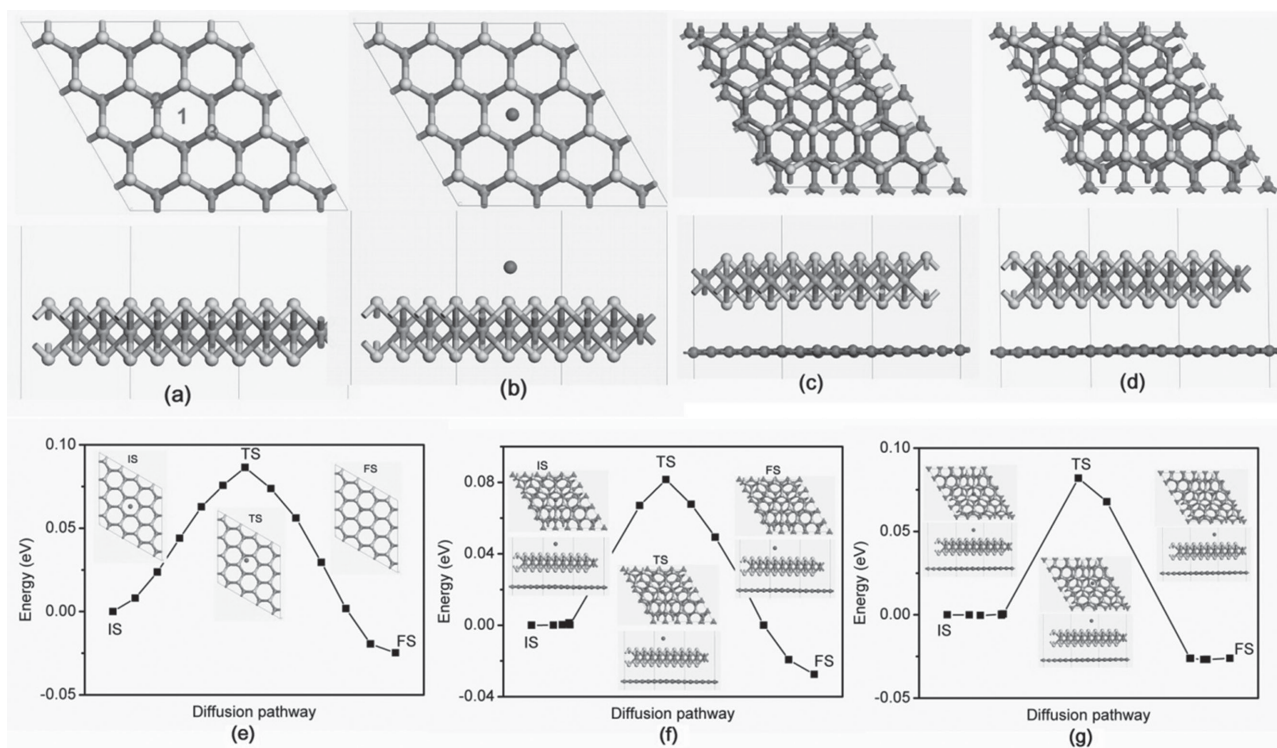 1
2
3
(a)
(b)
(c)
(d)
0.10
0.05
0.00
-0.05
Energy (eV)
IS
TS
FS
IS
TS
FS
Diffusion pathway
(e)
0.08
0.04
0.00
-0.04
Energy (eV)
IS
TS
FS
IS
TS
FS
Diffusion pathway
(f)
0.10
0.05
0.00
-0.05
Energy (eV)
IS
TS
FS
Diffusion pathway
(g)